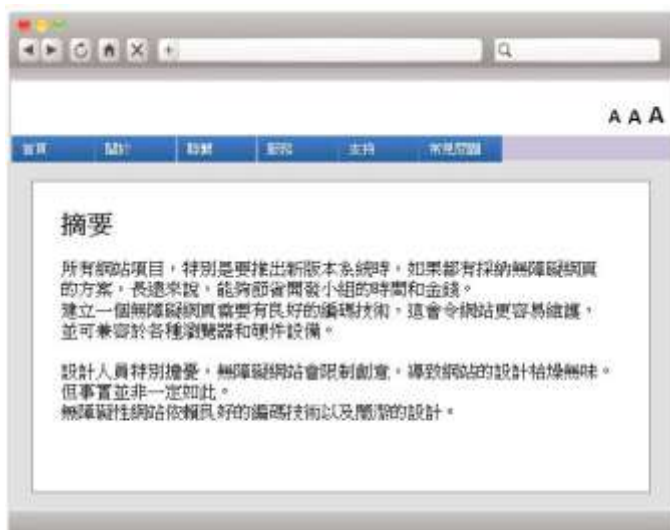 A A A
首頁 關於 聯絡 服務 支持 常見問題
摘要
所有網站項目，特別是要推出新版本系統時，如果都有採納無障礙網頁
的方案，長遠來說，能夠節省開發小組的時間和金錢。
建立一個無障礙網頁需要有良好的編碼技術，這會令網站更容易維護，
並可兼容於各種瀏覽器和硬件設備。
設計人員特別擔憂，無障礙網站會限制創意，導致網站的設計枯燥無味。
但事實並非一定如此。
無障礙性網站依賴良好的編碼技術以及簡潔的設計。